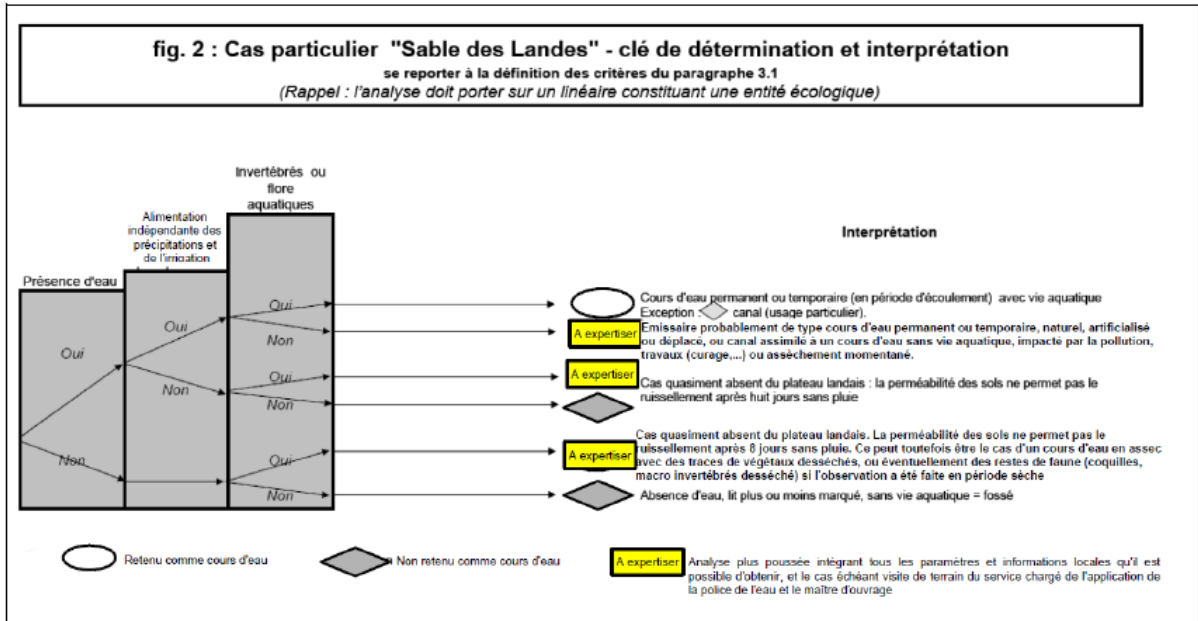 fig. 2 : Cas particulier "Sable des Landes" - clé de détermination et interprétation
se reporter à la définition des critères du paragraphe 3.1
(Rappel : l'analyse doit porter sur un linéaire constituant une entité écologique)
Invertébrés ou
flore
aquatiques
Alimentation
indépendante des
précipitations et
de l'irrigation
Présence d'eau
Interprétation
Oui
Non
Oui
Non
Oui
Non
Oui
Non
Oui
Non
Cours d'eau permanent ou temporaire (en période d'écoulement) avec vie aquatique
Exception : canal (usage particulier).
A expertiser
Emissaire probablement de type cours d'eau permanent ou temporaire, naturel, artificialisé
ou déplacé, ou canal assimilé à un cours d'eau sans vie aquatique, impacté par la pollution,
travaux (curage,...) ou assèchement momentané.
A expertiser
Cas quasiment absent du plateau landais : la perméabilité des sols ne permet pas le
ruissellement après huit jours sans pluie
A expertiser
Cas quasiment absent du plateau landais. La perméabilité des sols ne permet pas le
ruissellement après 8 jours sans pluie. Ce peut toutefois être le cas d'un cours d'eau en assec
avec des traces de végétaux desséchés, ou éventuellement des restes de faune (coquilles,
macro invertébrés desséché) si l'observation a été faite en période sèche
Absence d'eau, lit plus ou moins marqué, sans vie aquatique = fossé
Retenu comme cours d'eau
Non retenu comme cours d'eau
A expertiser
Analyse plus poussée intégrant tous les paramètres et informations locales qu'il est
possible d'obtenir, et le cas échéant visite de terrain du service chargé de l'application de
la police de l'eau et le maître d'ouvrage